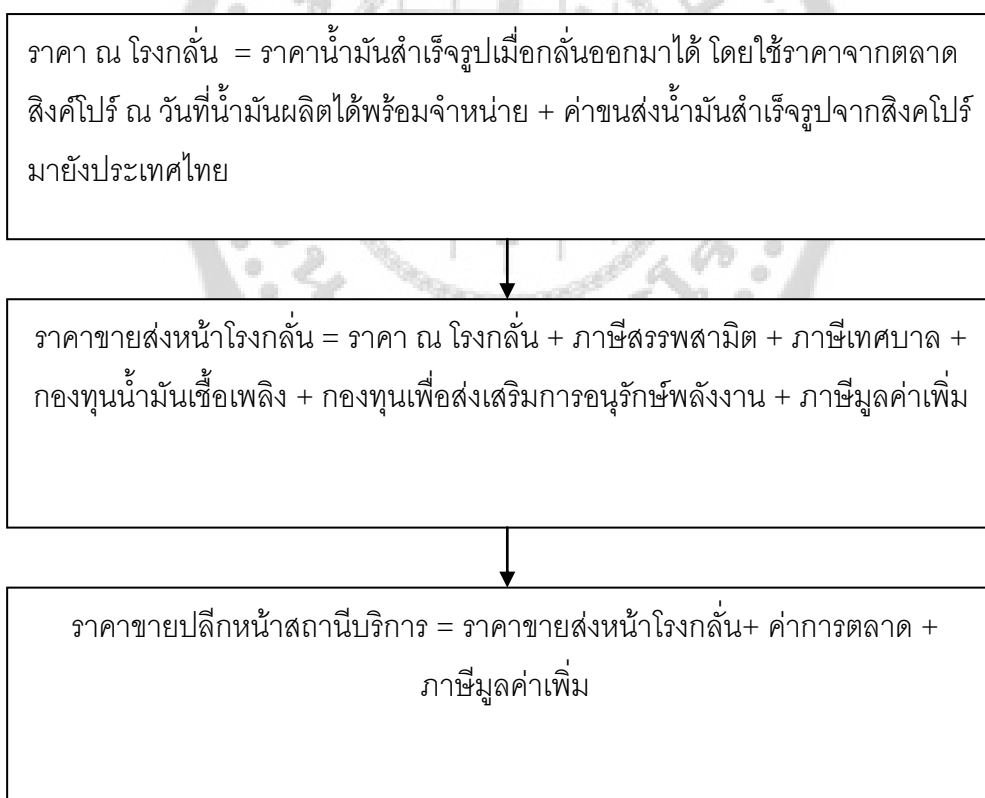 ราคา ณ โรงกลั่น = ราคาน้ำมันสำเร็จรูปเมื่อกลั่นออกมาได้ โดยใช้ราคาจากตลาด
สิงค์โปร์ ณ วันที่น้ำมันผลิตได้พร้อมจำหน่าย + ค่าขนส่งน้ำมันสำเร็จรูปจากสิงคโปร์
มายังประเทศไทย
ราคาขายส่งหน้าโรงกลั่น = ราคา ณ โรงกลั่น + ภาษีสรรพสามิต + ภาษีเทศบาล +
กองทุนน้ำมันเชื้อเพลิง + กองทุนเพื่อส่งเสริมการอนุรักษ์พลังงาน + ภาษีมูลค่าเพิ่ม
ราคาขายปลีกหน้าสถานีบริการ = ราคาขายส่งหน้าโรงกลั่น+ ค่าการตลาด +
ภาษีมูลค่าเพิ่ม